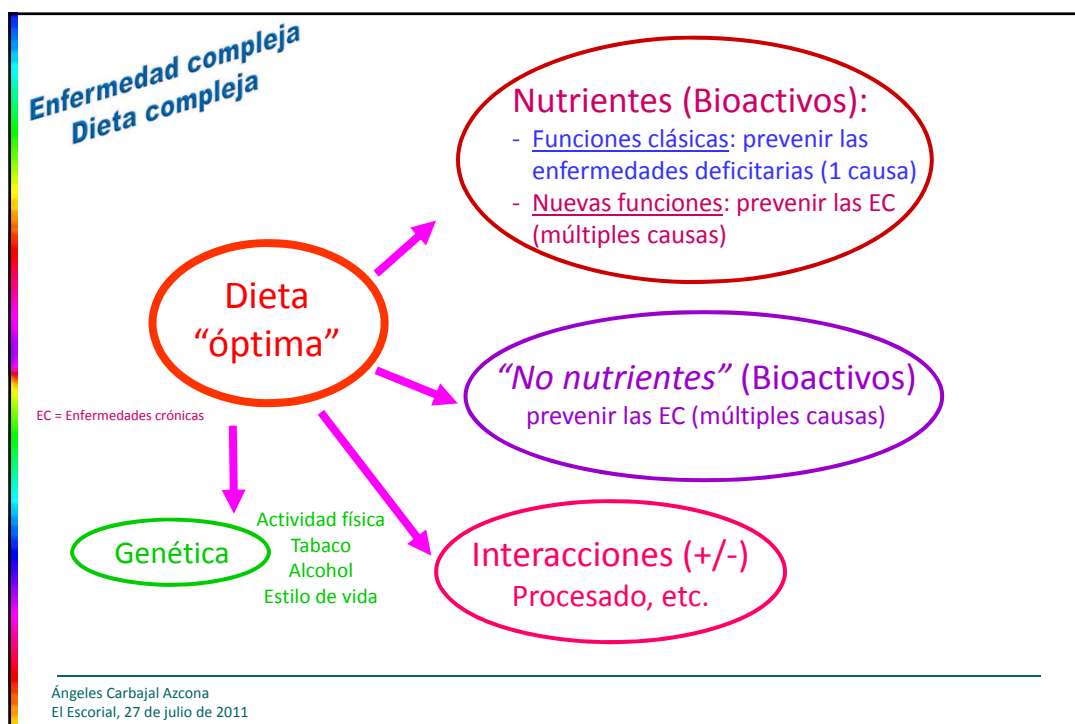 Enfermedad compleja
Dieta compleja
Nutrientes (Bioactivos):
- Funciones clásicas: prevenir las
enfermedades deficitarias (1 causa)
- Nuevas funciones: prevenir las EC
(múltiples causas)
Dieta
“óptima”
“No nutrientes” (Bioactivos)
prevenir las EC (múltiples causas)
EC = Enfermedades crónicas
Genética
Actividad física
Tabaco
Alcohol
Estilo de vida
Interacciones (+/-)
Procesado, etc.
Ángeles Carbajal Azcona
El Escorial, 27 de julio de 2011